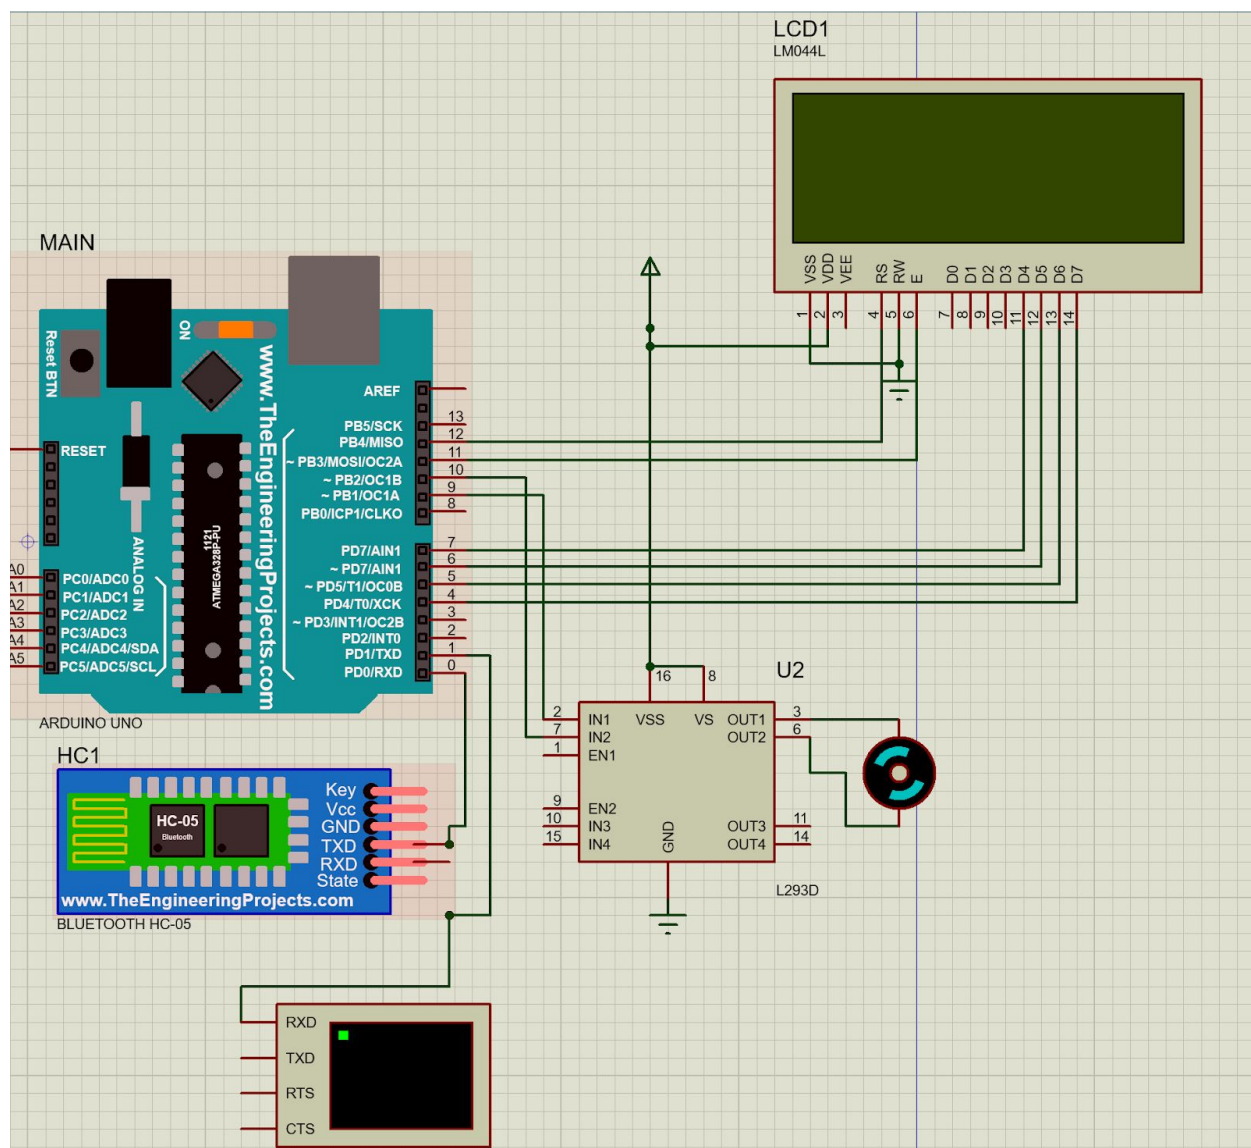 LCD1
LM044L
VSS
VDD
VEE
RS
RW
E
D0
D1
D2
D3
D4
D5
D6
D7
1
2
3
4
5
6
7
8
9
10
11
12
13
14
MAIN
Reset BTN
ON
www.TheEngineeringProjects.com
AREF
PB5/SCK 13
PB4/MISO 12
~ PB3/MOSI/OC2A 11
~ PB2/OC1B 10
~ PB1/OC1A 9
PB0/ICP1/CLKO 8
RESET
1121
ATMEGA328P-PU
ANALOG IN
PD7/AIN1 7
~ PD7/AIN1 6
~ PD5/T1/OC0B 5
PD4/T0/XCK 4
~ PD3/INT1/OC2B 3
PD2/INT0 2
PD1/TXD 1
PD0/RXD 0
A0 PC0/ADC0
A1 PC1/ADC1
A2 PC2/ADC2
A3 PC3/ADC3
A4 PC4/ADC4/SDA
A5 PC5/ADC5/SCL
ARDUINO UNO
U2
16
8
2 IN1 VSS VS OUT1 3
7 IN2 OUT2 6
1 EN1
9 EN2
10 IN3 GND OUT3 11
15 IN4 OUT4 14
L293D
HC1
HC-05
Bluetooth
Key
Vcc
GND
TXD
RXD
State
www.TheEngineeringProjects.com
BLUETOOTH HC-05
RXD
TXD
RTS
CTS